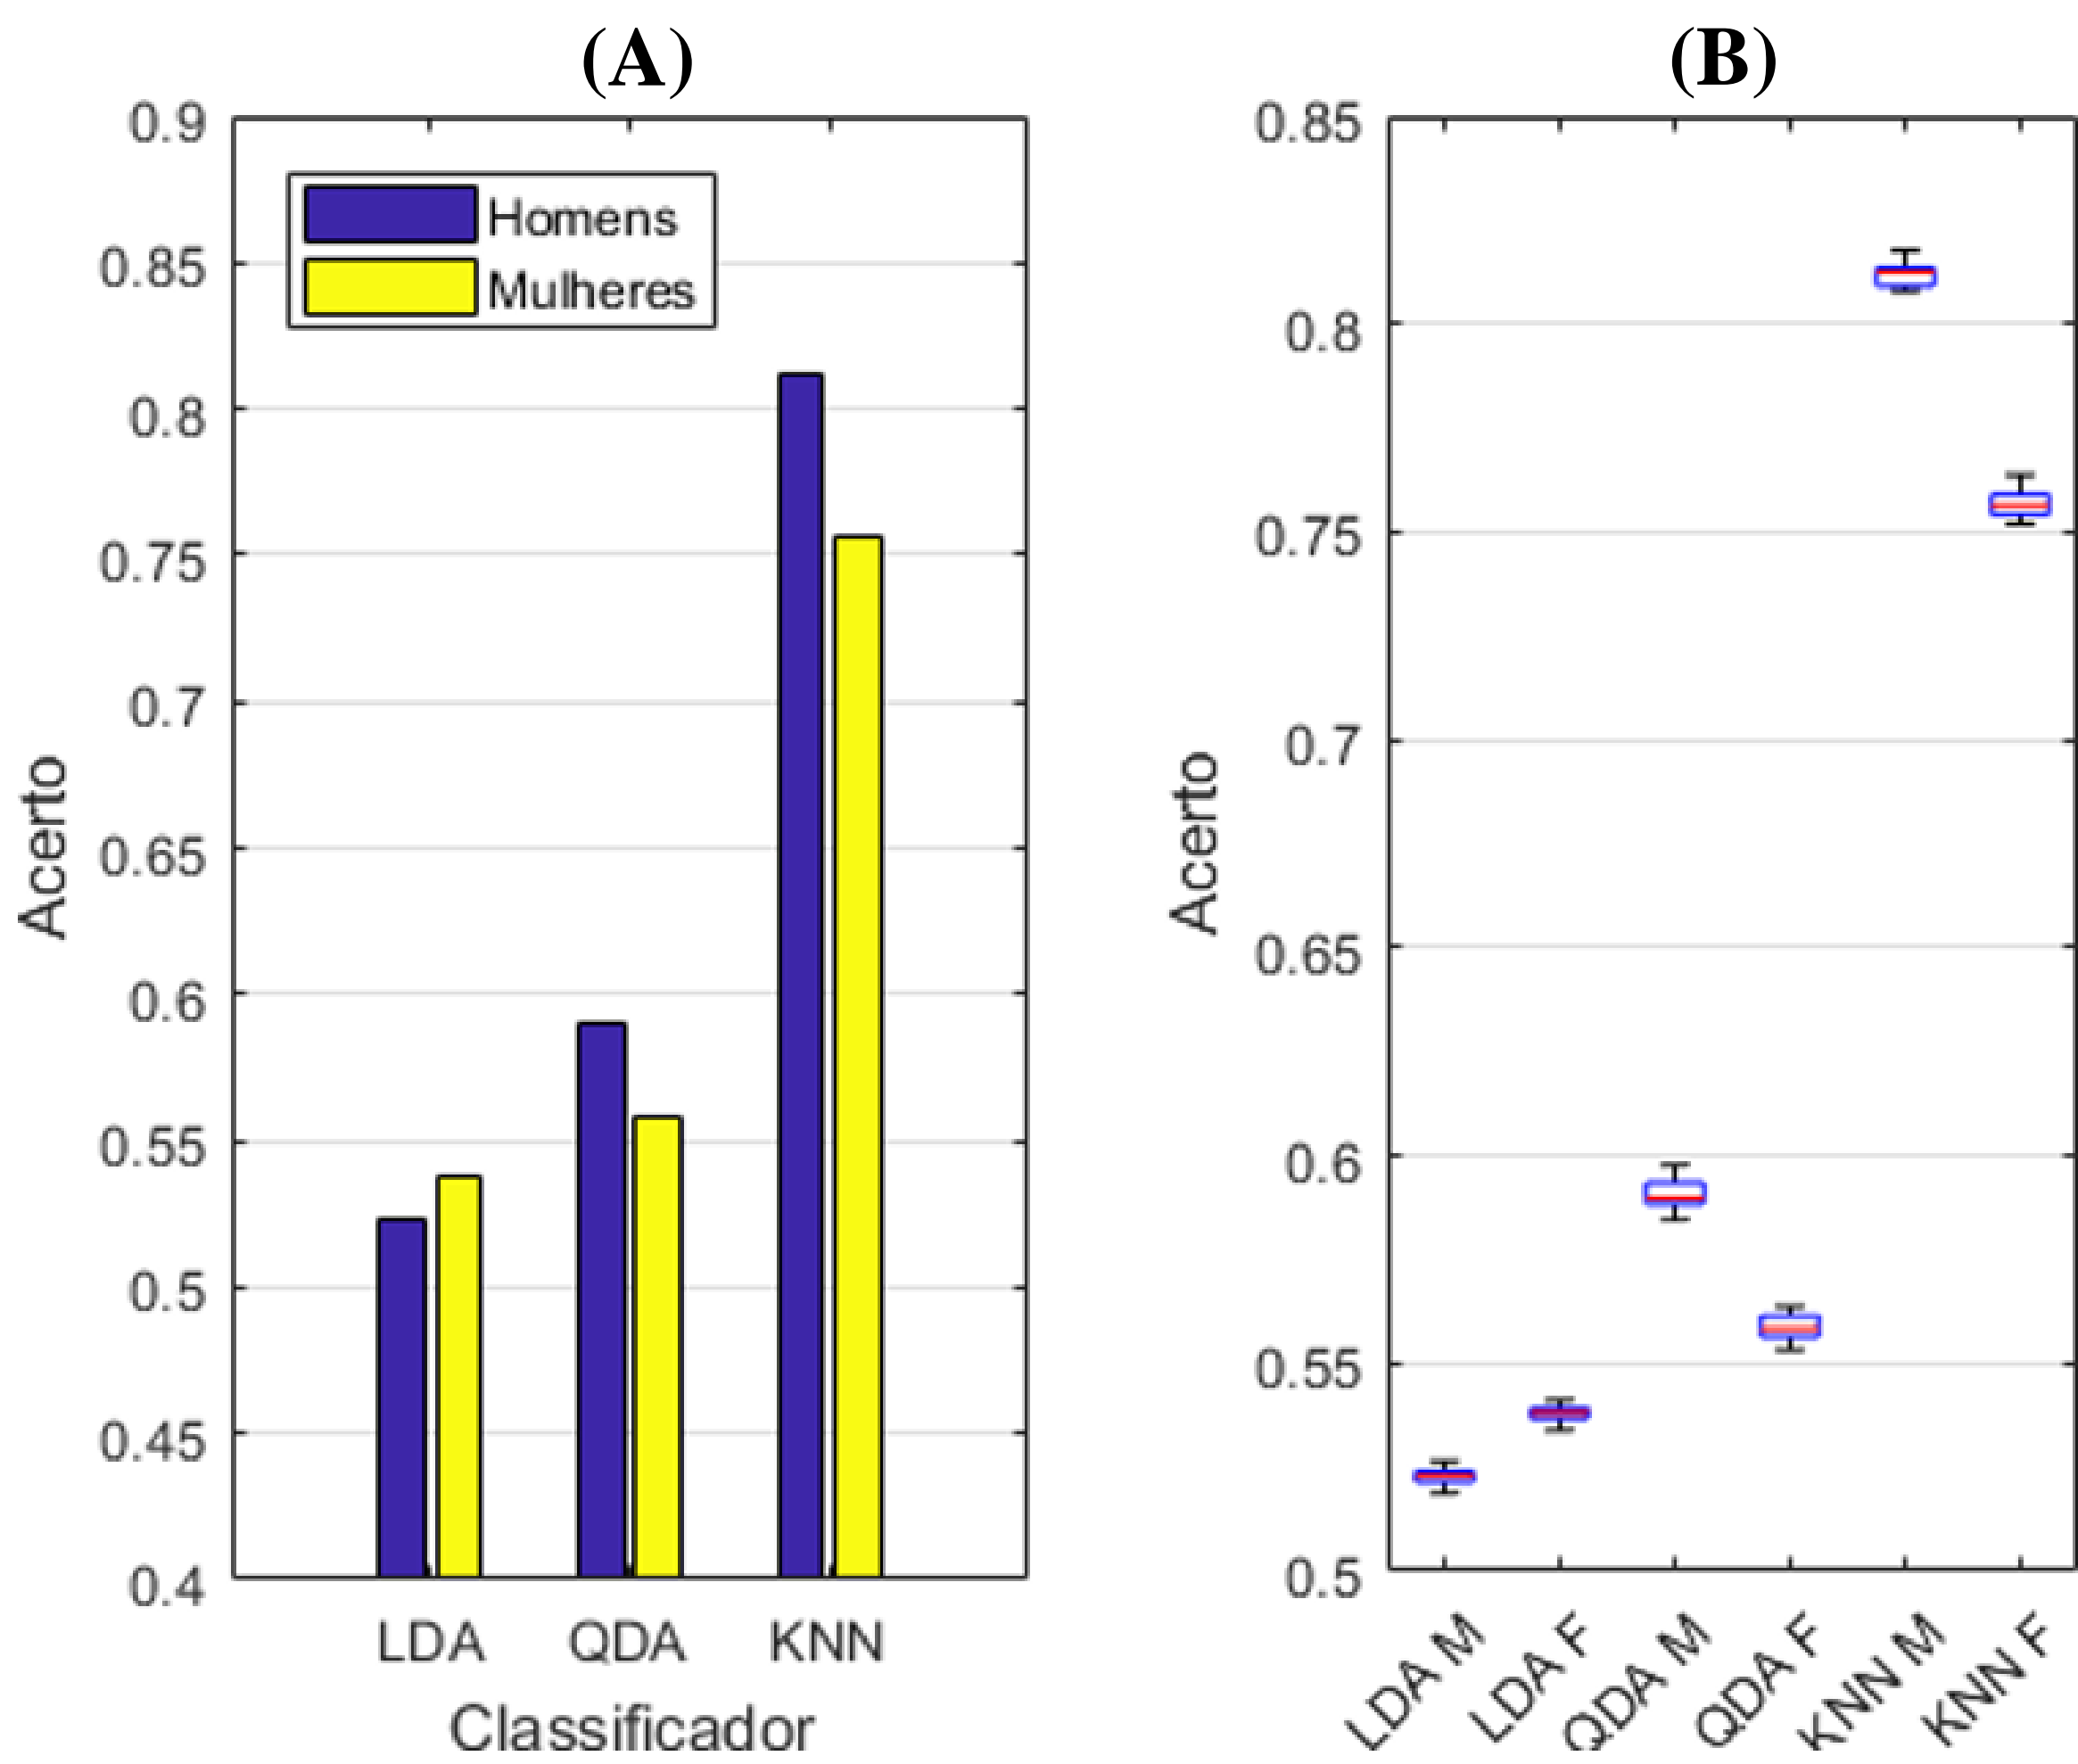 (A)
0.9
0.85
0.8
0.75
0.7
0.65
0.6
0.55
0.5
0.45
0.4
Acerto
Homens
Mulheres
LDA QDA KNN
Classificador
(B)
0.85
0.8
0.75
0.7
0.65
0.6
0.55
0.5
Acerto
LDA M
LDA F
QDA M
QDA F
KNN M
KNN F